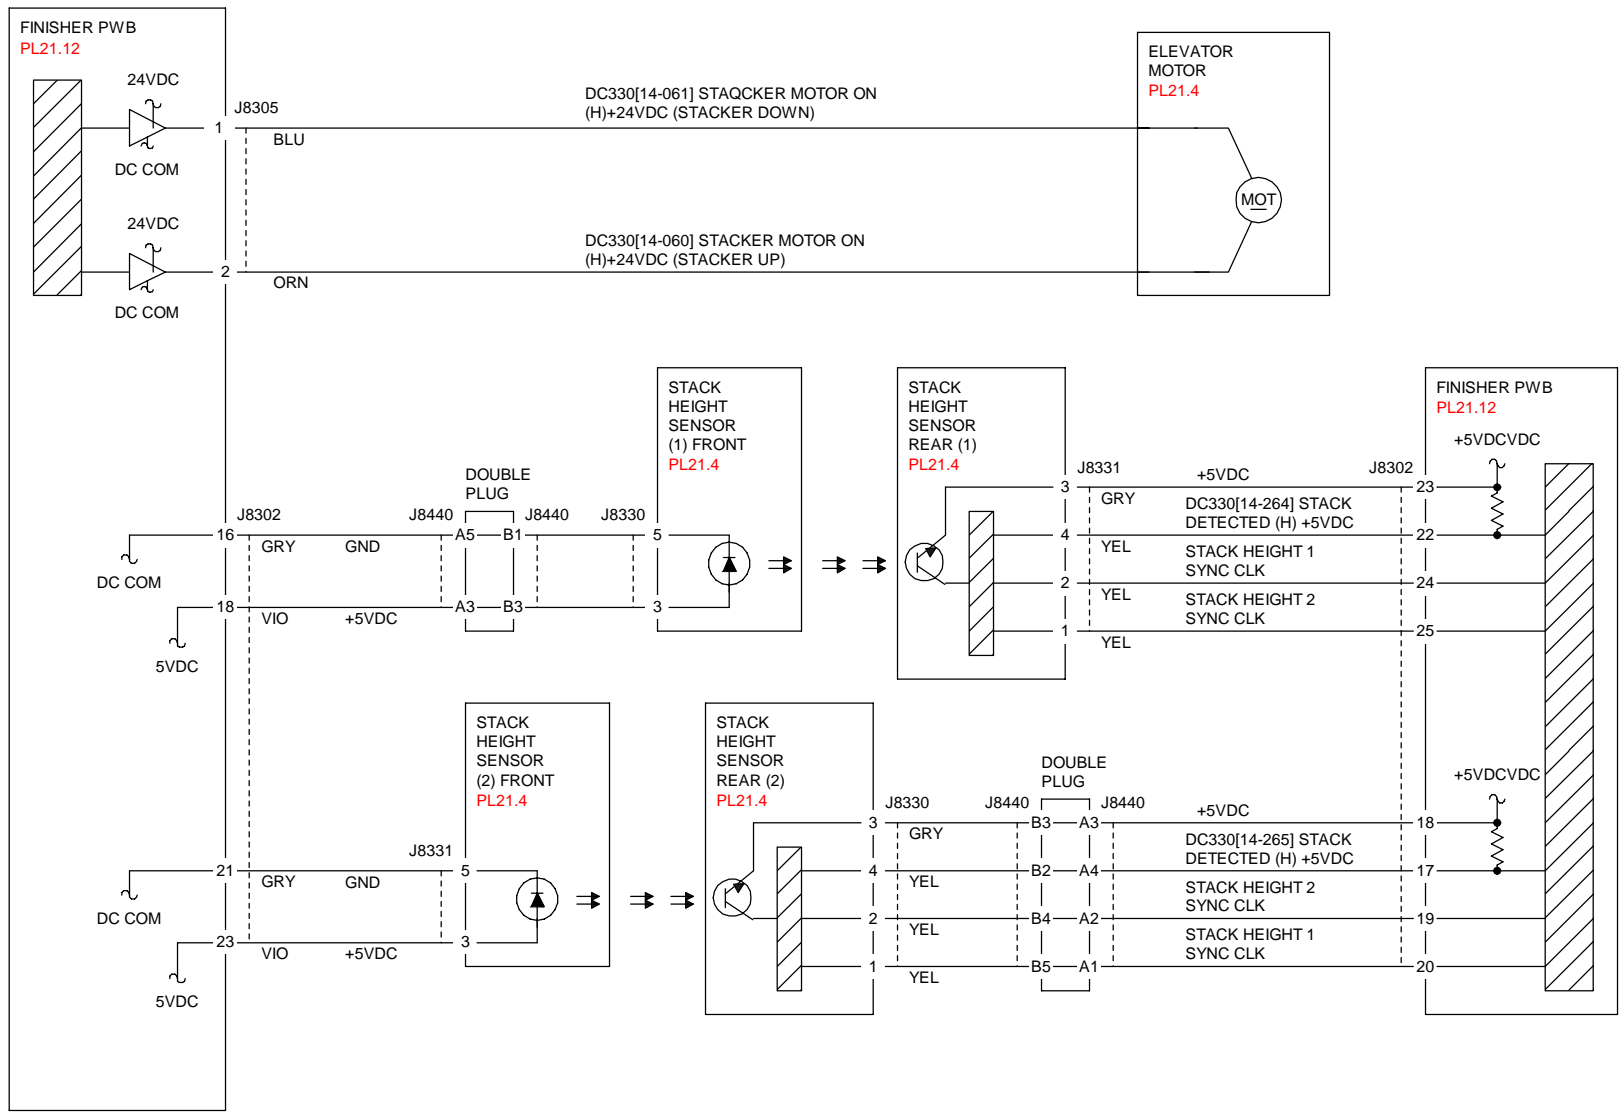 FINISHER PWB
PL21.12
24VDC
DC COM
24VDC
DC COM
1
2
J8305
BLU
ORN
DC330[14-061] STAQCKER MOTOR ON
(H)+24VDC (STACKER DOWN)
DC330[14-060] STACKER MOTOR ON
(H)+24VDC (STACKER UP)
ELEVATOR
MOTOR
PL21.4
MOT
DC COM
5VDC
16
18
J8302
GRY
GND
VIO
+5VDC
J8440
DOUBLE
PLUG
A5
B1
A3
B3
J8440
J8330
5
3
STACK
HEIGHT
SENSOR
(1) FRONT
PL21.4
STACK
HEIGHT
SENSOR
REAR (1)
PL21.4
3
4
2
1
J8331
GRY
YEL
YEL
YEL
+5VDC
DC330[14-264] STACK
DETECTED (H) +5VDC
STACK HEIGHT 1
SYNC CLK
STACK HEIGHT 2
SYNC CLK
J8302
23
22
24
25
FINISHER PWB
PL21.12
+5VDCVDC
DC COM
5VDC
21
23
GRY
GND
VIO
+5VDC
J8331
5
3
STACK
HEIGHT
SENSOR
(2) FRONT
PL21.4
STACK
HEIGHT
SENSOR
REAR (2)
PL21.4
3
4
2
1
J8330
GRY
YEL
YEL
YEL
J8440
DOUBLE
PLUG
B3
A3
B2
A4
B4
A2
B5
A1
J8440
+5VDC
DC330[14-265] STACK
DETECTED (H) +5VDC
STACK HEIGHT 2
SYNC CLK
STACK HEIGHT 1
SYNC CLK
18
17
19
20
+5VDCVDC